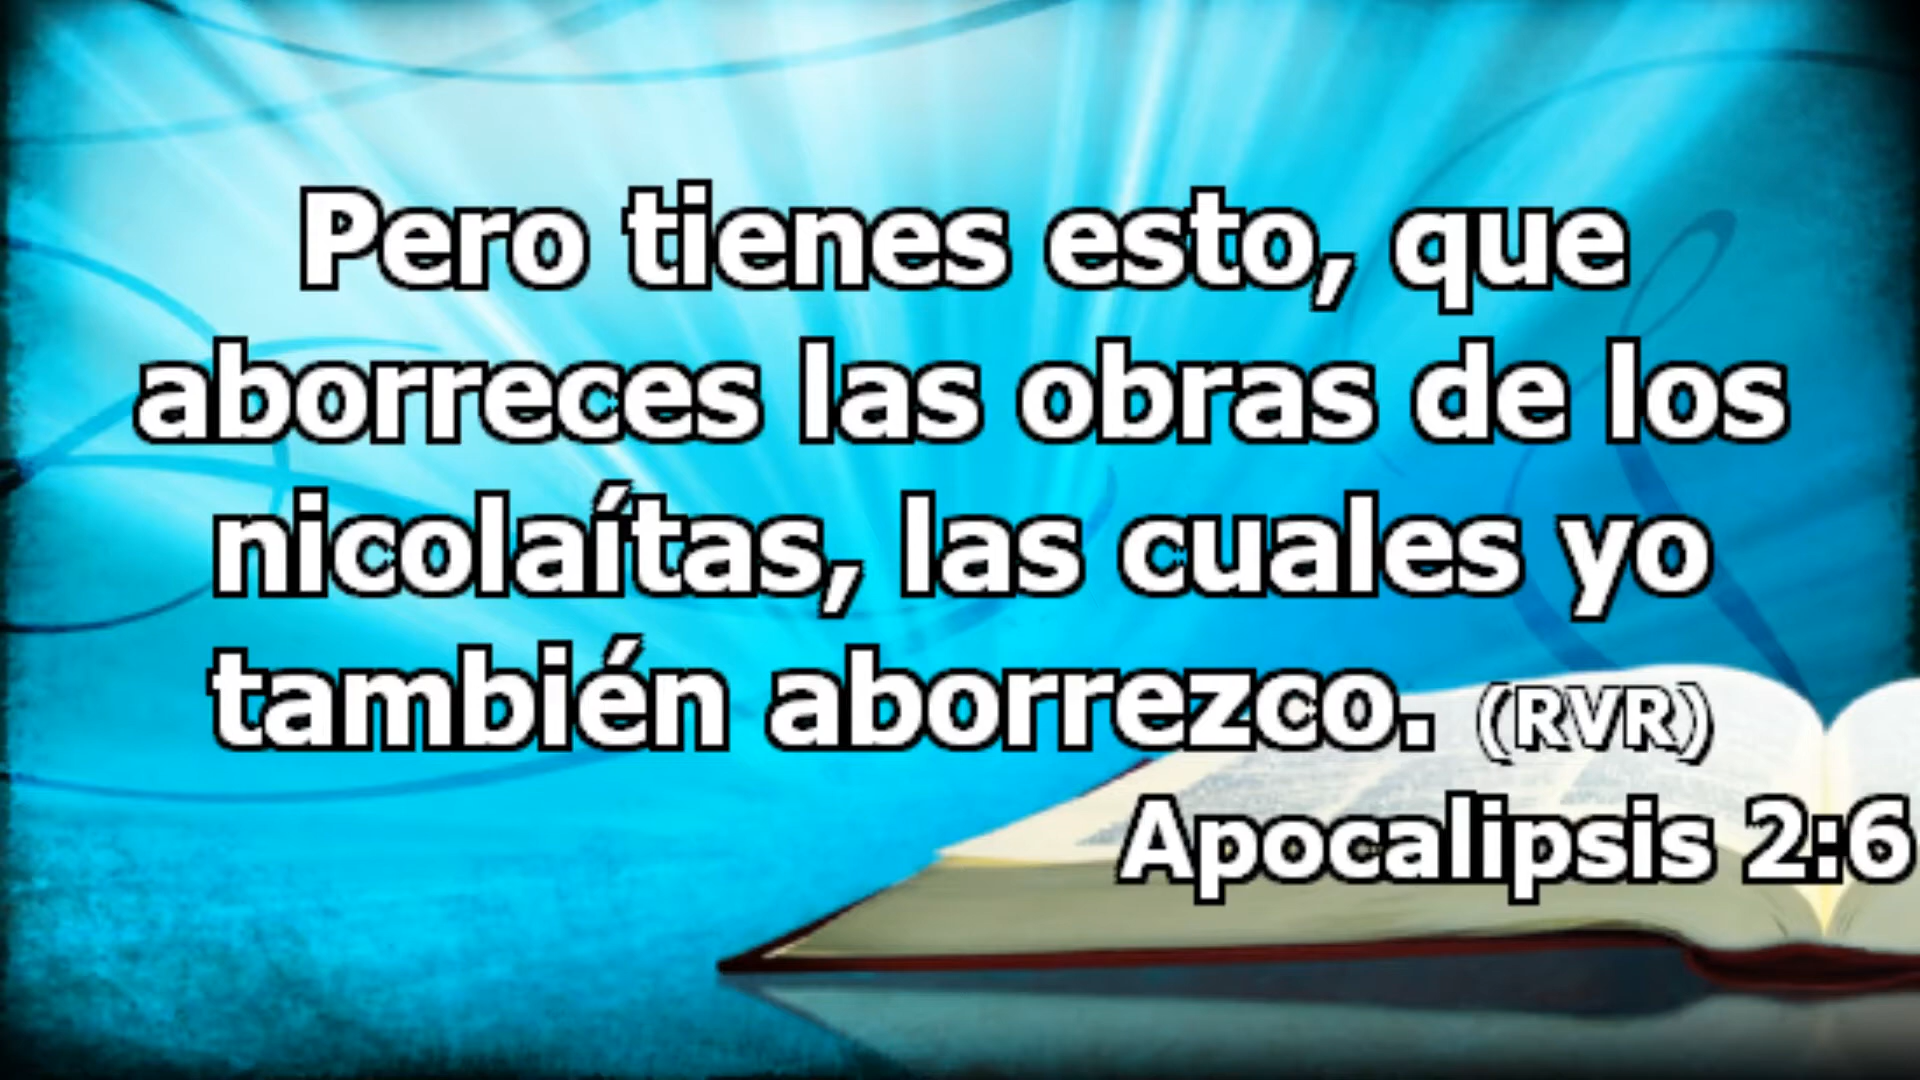 Pero tienes esto, que
aborreces las obras de los
nicolaítas, las cuales yo
también aborrezco. (RVR)
Apocalipsis 2:6